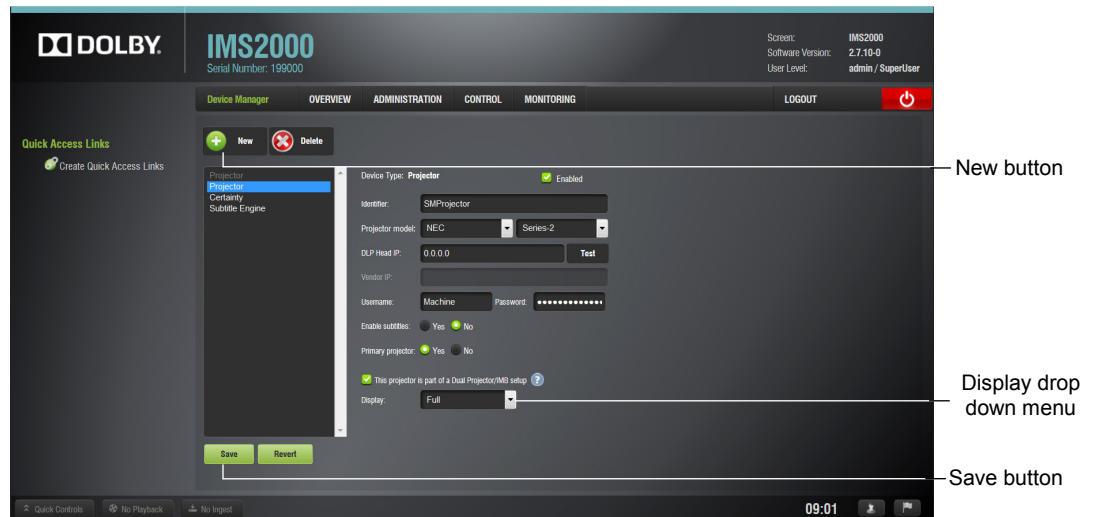 DOLBY.
IMS2000
Serial Number: 199000
Screen: IMS2000
Software Version: 2.7.10-0
User Level: admin / SuperUser
Device Manager OVERVIEW ADMINISTRATION CONTROL MONITORING LOGOUT
Quick Access Links
Create Quick Access Links
New Delete
New button
Projector
Projector
Certainty
Subtitle Engine
Device Type: Projector Enabled
Identifier: SMProjector
Projector model: NEC Series-2
DLP Head IP: 0.0.0.0 Test
Vendor IP:
Username: Machine Password: •••••••••••••
Enable subtitles: Yes No
Primary projector: Yes No
This projector is part of a Dual Projector/IMB setup ?
Display: Full
Display drop
down menu
Save Revert
Save button
Quick Controls No Playback No Ingest 09:01